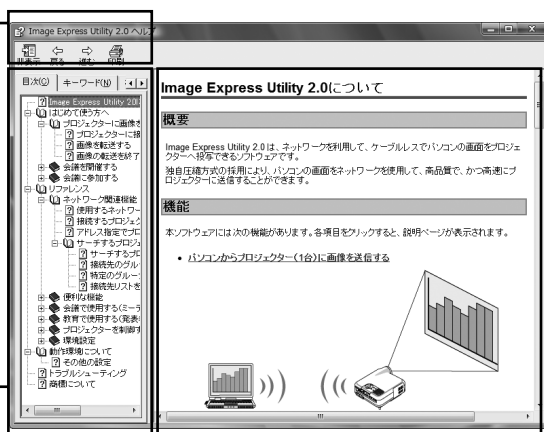 Image Express Utility 2.0 ヘルプ
非表示 戻る 進む 印刷
目次(C) キーワード(N)
Image Express Utility 2.0
はじめて使う方へ
プロジェクターに画像を
プロジェクターに接
画像を転送する
画像の転送を終了
会議を開催する
会議に参加する
リファレンス
ネットワーク関連機能
使用するネットワー
接続するプロジェク
アドレス指定でプロ
サーチするプロジェ
サーチするプロ
接続先のグルー
特定のグルー
接続先リストを
便利な機能
会議で使用する(ミーテ
教育で使用する(発表
プロジェクターを制御す
環境設定
動作環境について
その他の設定
トラブルシューティング
商標について
Image Express Utility 2.0について
概要
Image Express Utility 2.0 は、ネットワークを利用して、ケーブルレスでパソコンの画面をプロジェ
クターへ投写できるソフトウェアです。
独自圧縮方式の採用により、パソコンの画面をネットワークを使用して、高品質で、かつ高速にプ
ロジェクターに送信することができます。
機能
本ソフトウェアには次の機能があります。各項目をクリックすると、説明ページが表示されます。
• パソコンからプロジェクター(1台)に画像を送信する